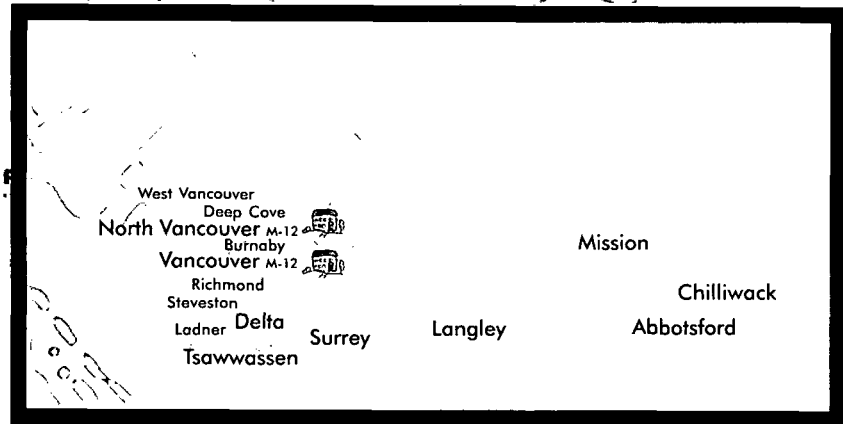 West Vancouver
Deep Cove
North Vancouver M-12
Burnaby
Mission
Vancouver M-12
Richmond
Chilliwack
Steveston
Ladner Delta
Surrey
Langley
Abbotsford
Tsawwassen